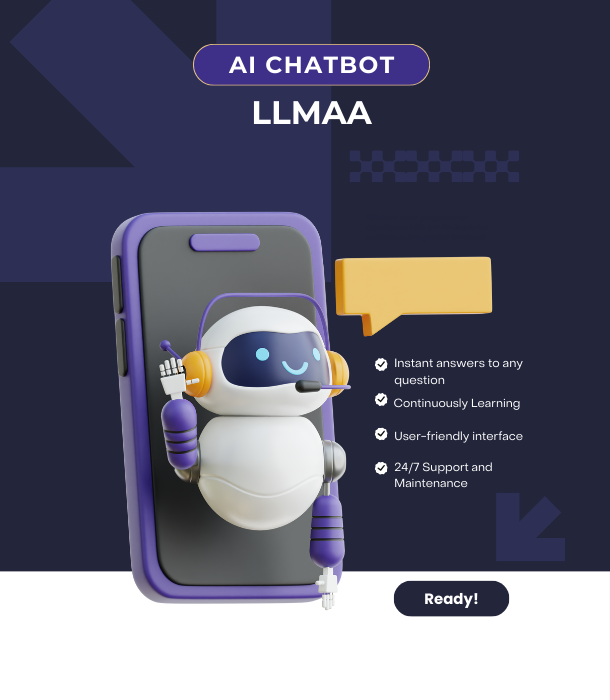 AI CHATBOT
LLMAA
Instant answers to any
question
Continuously Learning
User-friendly interface
24/7 Support and
Maintenance
Ready!